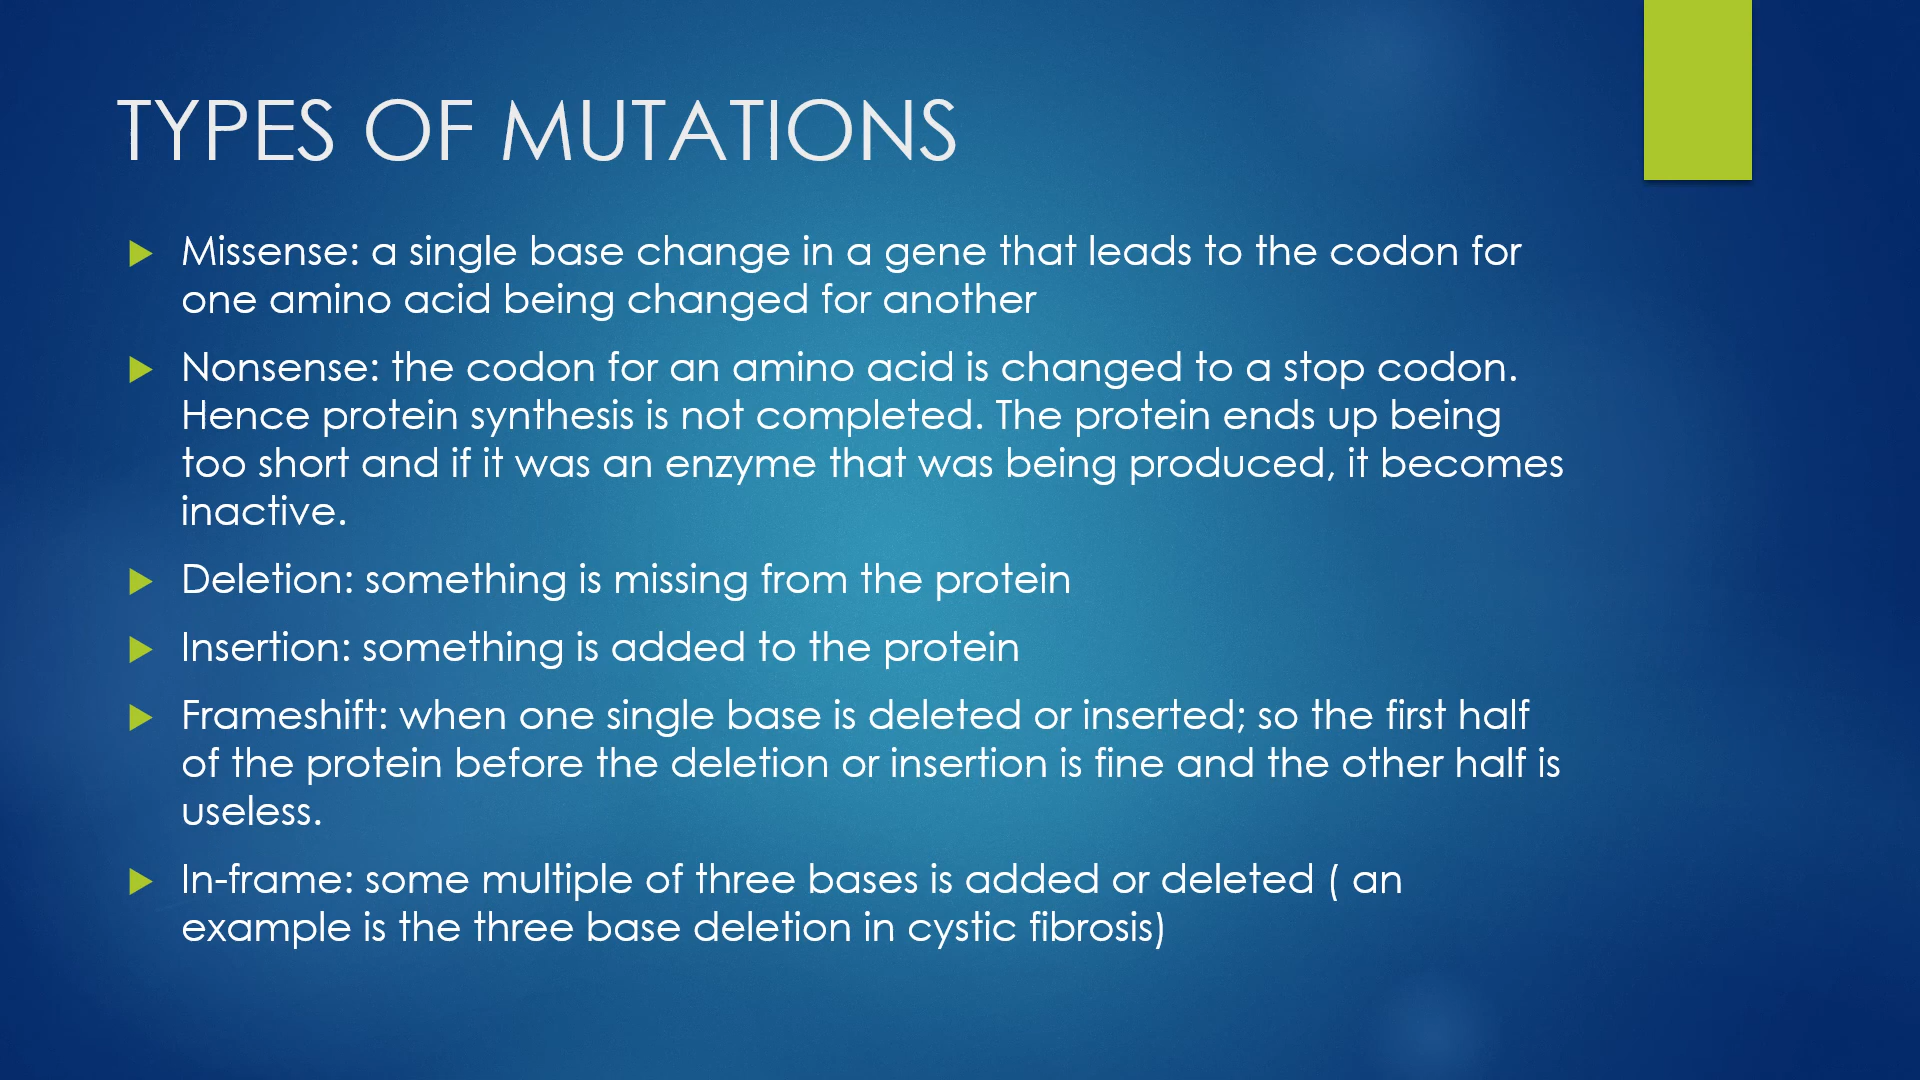 TYPES OF MUTATIONS
Missense: a single base change in a gene that leads to the codon for
one amino acid being changed for another
Nonsense: the codon for an amino acid is changed to a stop codon.
Hence protein synthesis is not completed. The protein ends up being
too short and if it was an enzyme that was being produced, it becomes
inactive.
Deletion: something is missing from the protein
Insertion: something is added to the protein
Frameshift: when one single base is deleted or inserted; so the first half
of the protein before the deletion or insertion is fine and the other half is
useless.
In-frame: some multiple of three bases is added or deleted ( an
example is the three base deletion in cystic fibrosis)